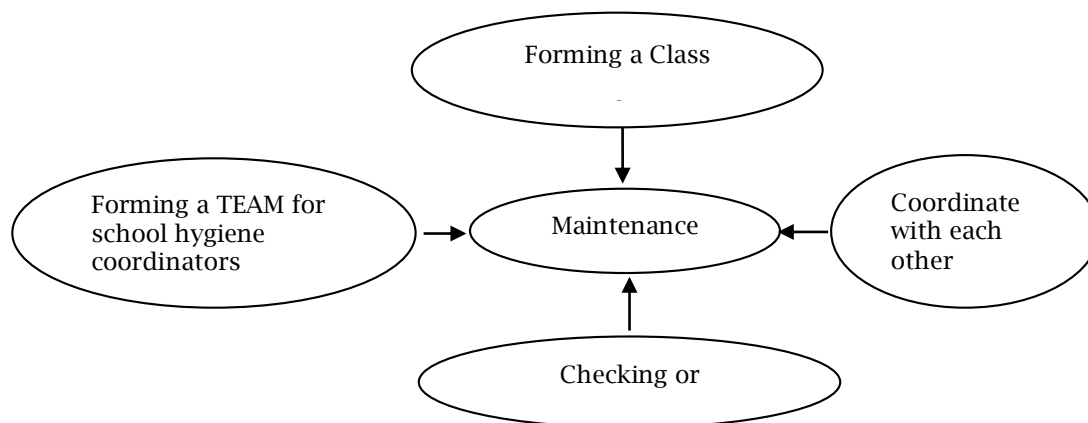 Forming a Class
Forming a TEAM for
school hygiene
coordinators
Maintenance
Coordinate
with each
other
Checking or